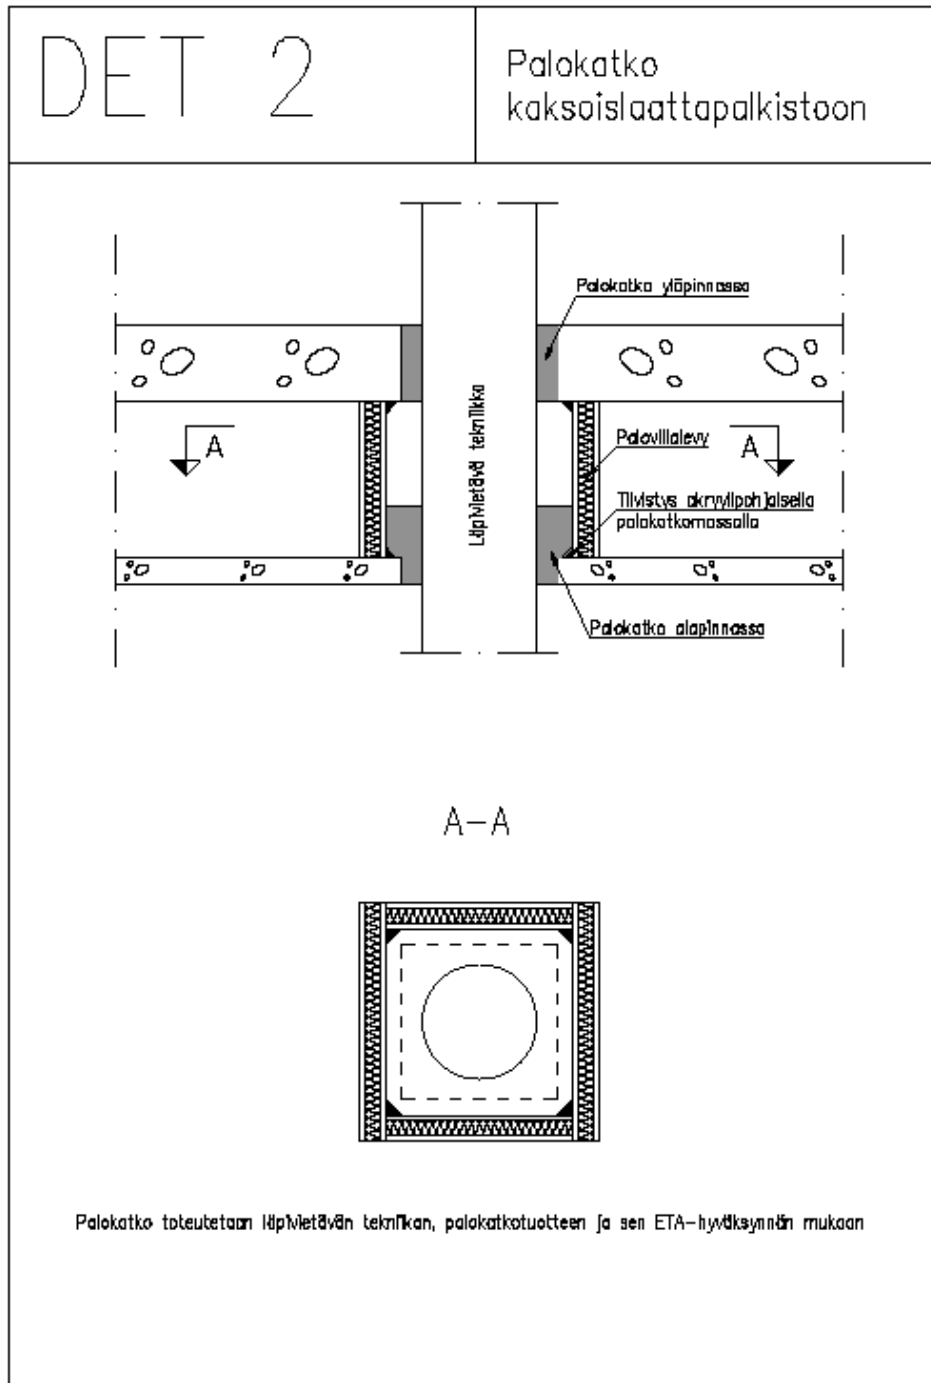 DET 2
Palokatko
kaksoislaattapalkistoon
Palokatko yläpinnassa
Läpivietävä tekniikka
A
A
Palovillalevy
Tiivistys akryylipohjaisella
palokatkomassalla
Palokatko alapinnassa
A-A
Palokatko toteutetaan läpivietävän tekniikan, palokatkotuotteen ja sen ETA-hyväksynnän mukaan